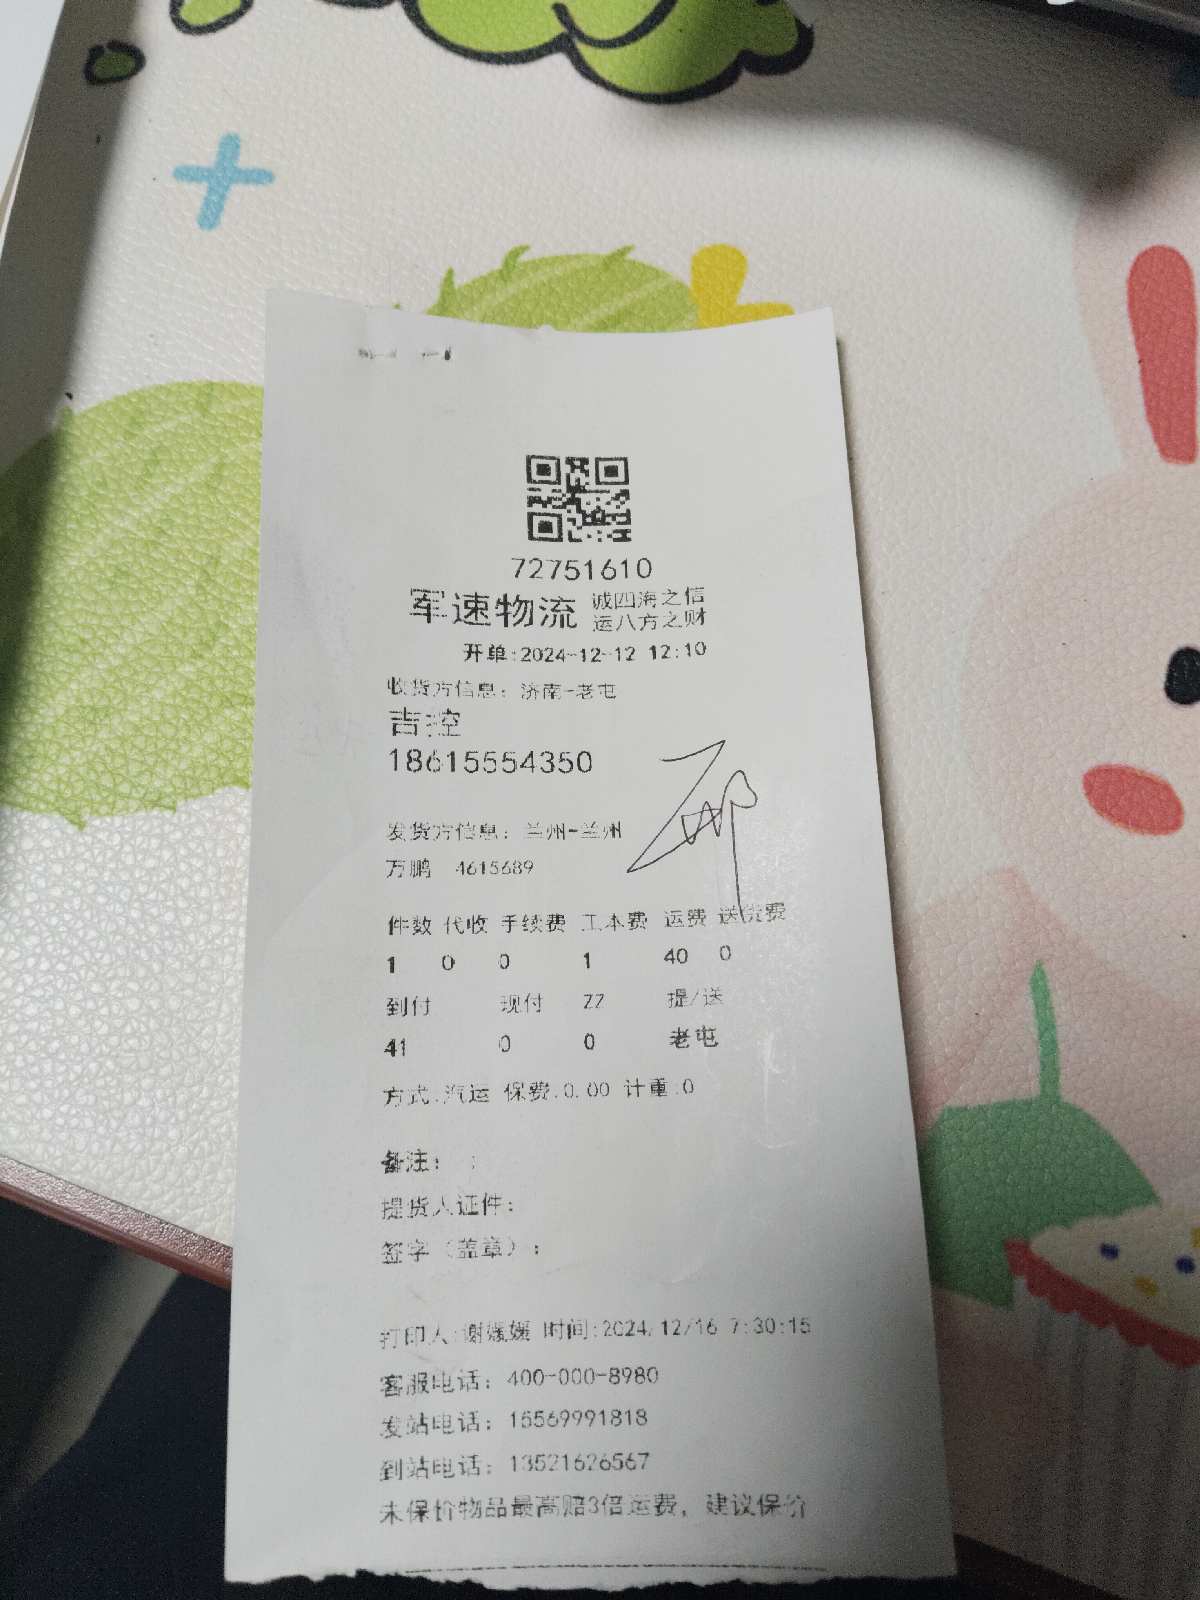 72751610
军速物流 诚四海之信
运八方之财
开单:2024-12-12 12:10
收货方信息：济南-老屯
吉控
18615554350
发货方信息：兰州-兰州
万鹏 4615689
件数 代收 手续费 工本费 运费 送货费
1 0 0 1 40 0
到付 现付 ZZ 提/送
41 0 0 老屯
方式:汽运 保费:0.00 计重:0
备注： ;
提货人证件：
签字（盖章）：
打印人:谢媛媛 时间:2024/12/16 7:30:15
客服电话：400-000-8980
发站电话：15569991818
到站电话：13521626567
未保价物品最高赔3倍运费，建议保价